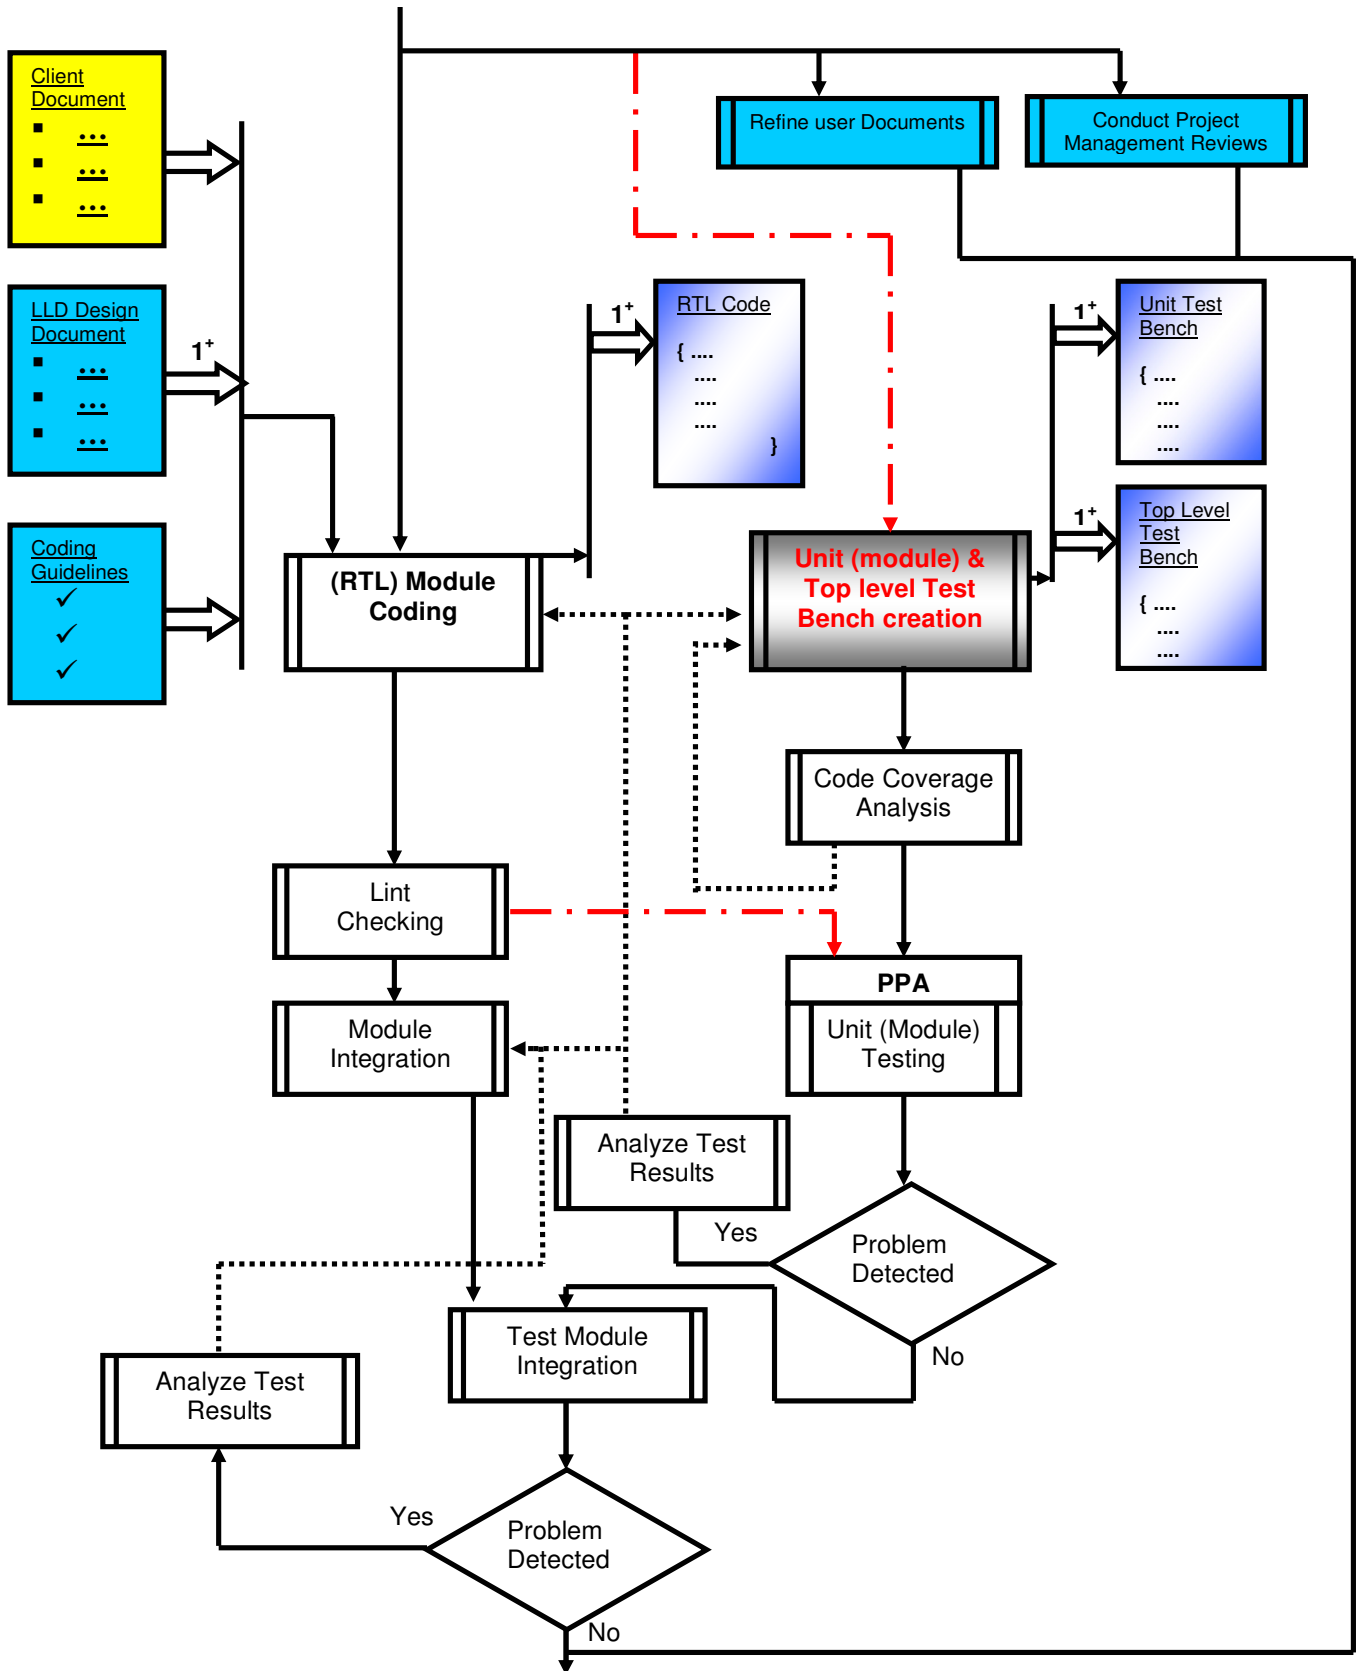 Client
Document
▪ ...
▪ ...
▪ ...
Refine user Documents
Conduct Project
Management Reviews
LLD Design
Document
▪ ...
▪ ...
▪ ...
1+
RTL Code
{ ....
....
....
....
}
1+
Unit Test
Bench
{ ....
....
....
....
1+
Top Level
Test
Bench
{ ....
....
....
1+
Coding
Guidelines
✓
✓
✓
(RTL) Module
Coding
Unit (module) &
Top level Test
Bench creation
Code Coverage
Analysis
Lint
Checking
PPA
Unit (Module)
Testing
Module
Integration
Analyze Test
Results
Yes
Problem
Detected
No
Test Module
Integration
Analyze Test
Results
Yes
Problem
Detected
No